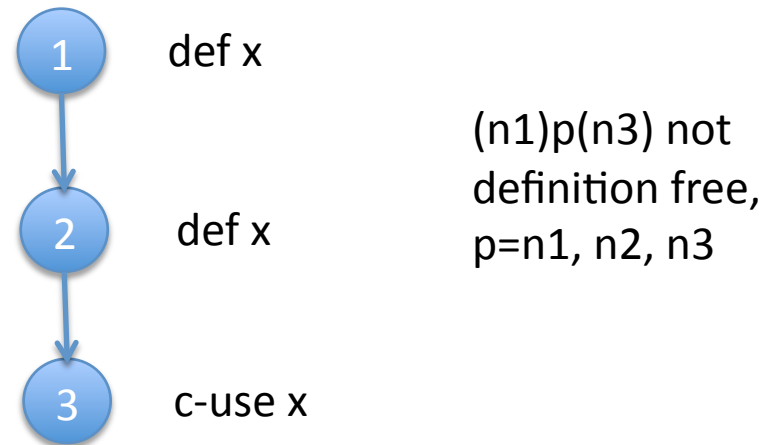 1 def x
(n1)p(n3) not
definition free,
p=n1, n2, n3
2 def x
3 c-use x